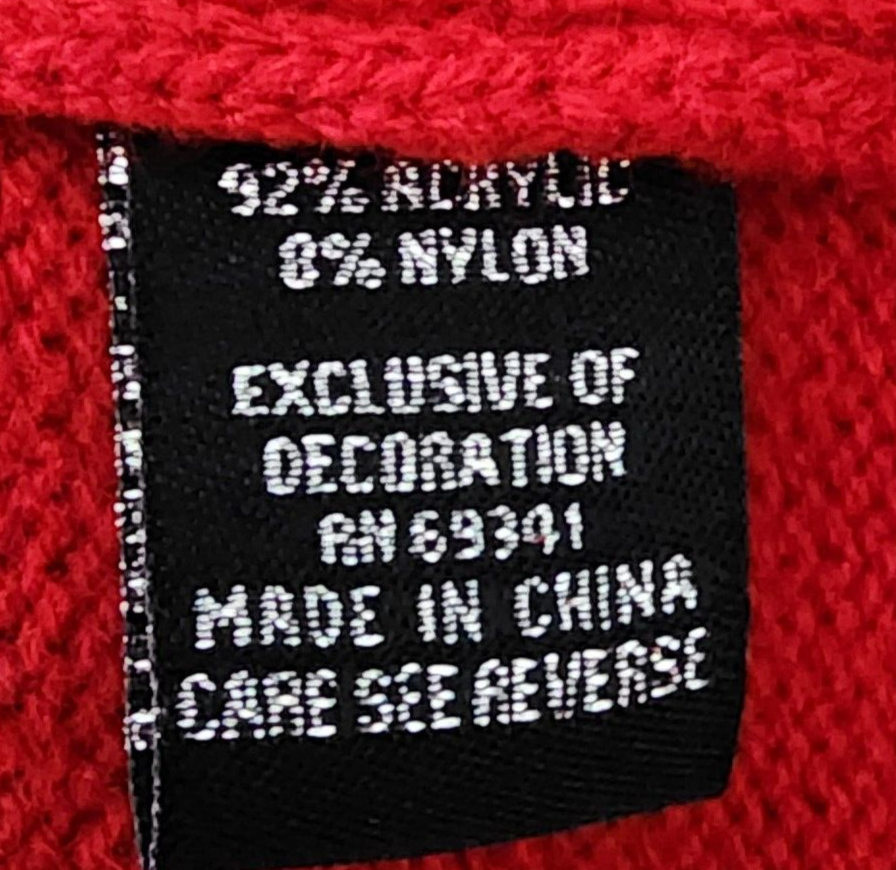 92% ACRYLIC
8% NYLON
EXCLUSIVE OF
DECORATION
RN 69341
MADE IN CHINA
CARE SEE REVERSE